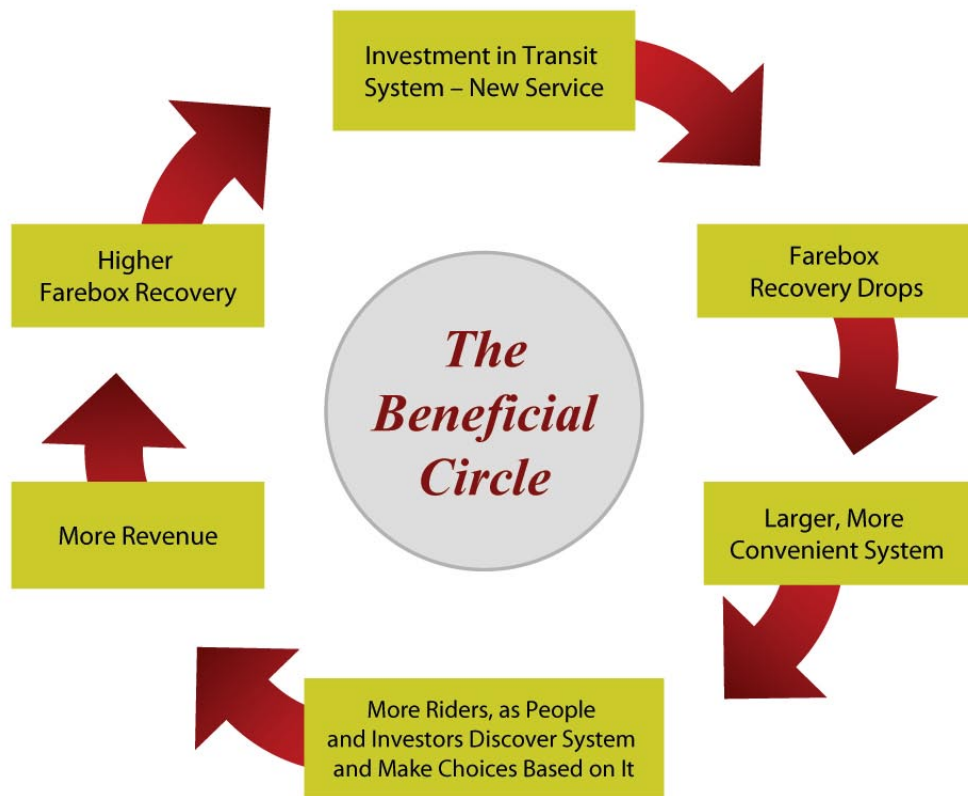 Investment in Transit
System – New Service
Farebox
Recovery Drops
Larger, More
Convenient System
More Riders, as People
and Investors Discover System
and Make Choices Based on It
More Revenue
Higher
Farebox Recovery
The
Beneficial
Circle